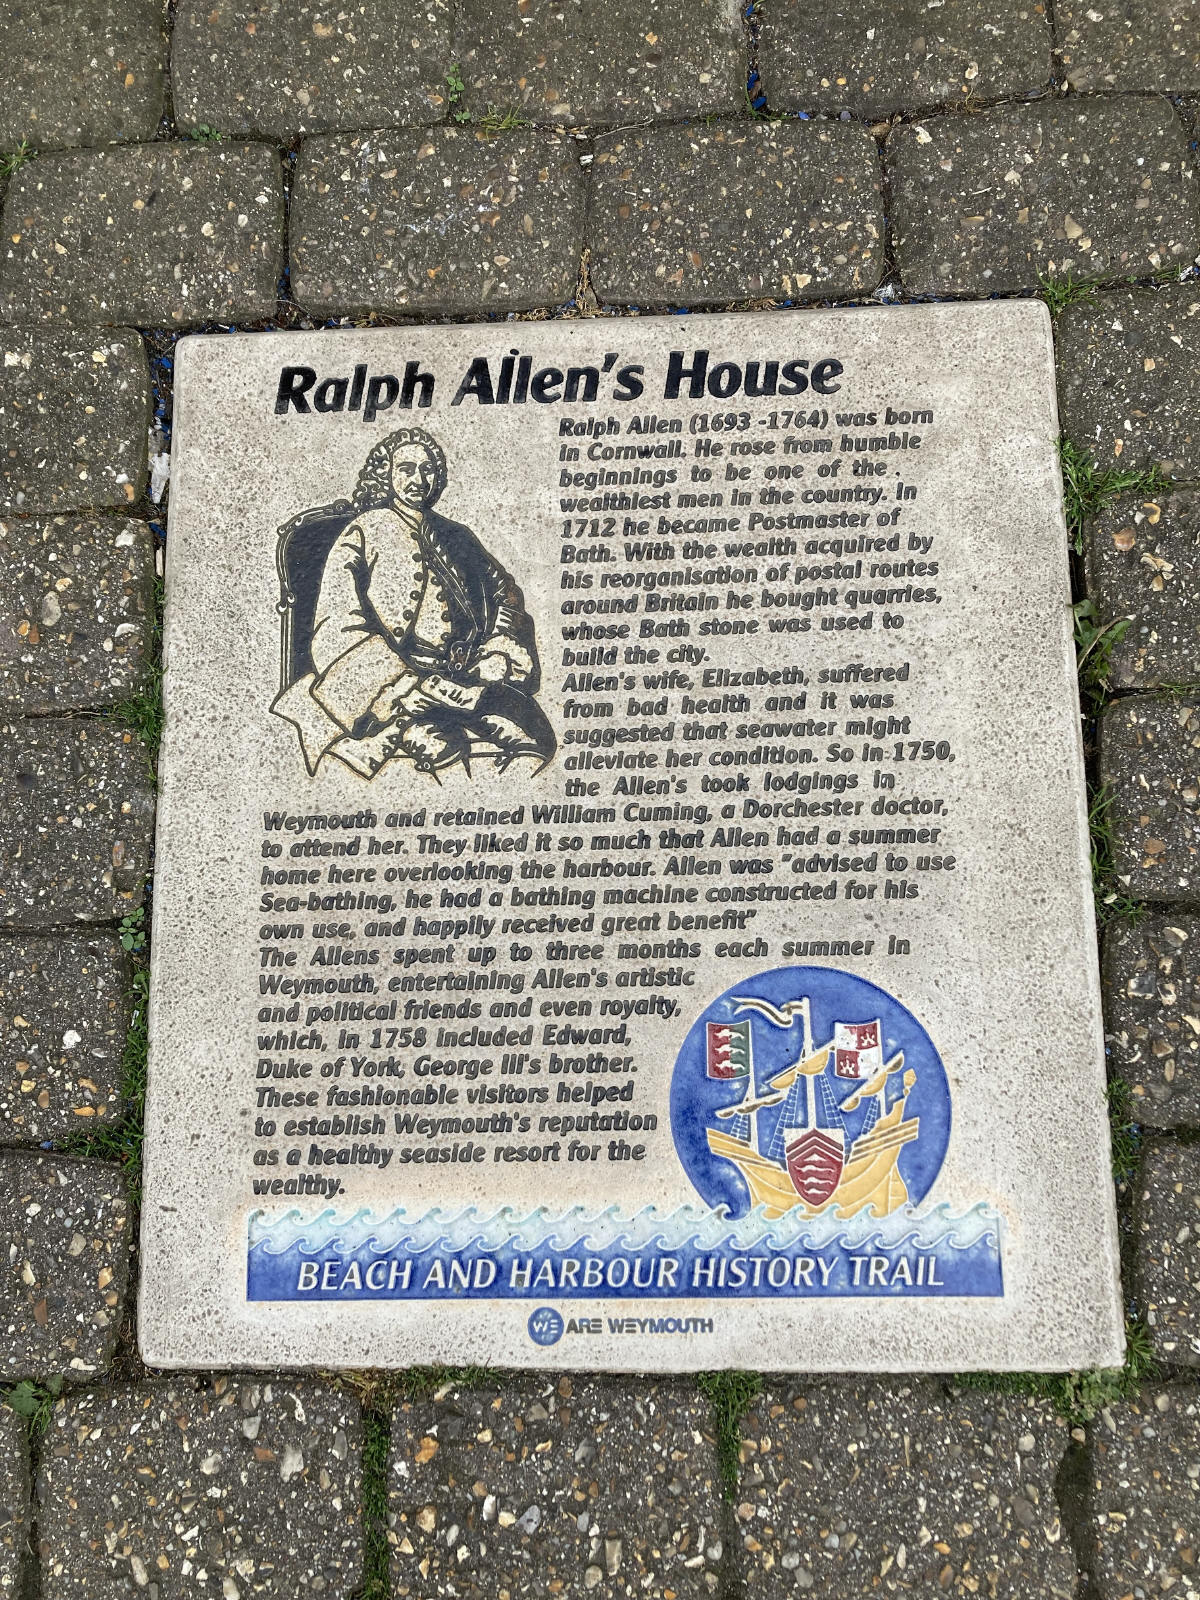 Ralph Allen's House
Ralph Allen (1693 -1764) was born
in Cornwall. He rose from humble
beginnings to be one of the
wealthiest men in the country. In
1712 he became Postmaster of
Bath. With the wealth acquired by
his reorganisation of postal routes
around Britain he bought quarries,
whose Bath stone was used to
build the city.
Allen's wife, Elizabeth, suffered
from bad health and it was
suggested that seawater might
alleviate her condition. So in 1750,
the Allen's took lodgings in
Weymouth and retained William Cuming, a Dorchester doctor,
to attend her. They liked it so much that Allen had a summer
home here overlooking the harbour. Allen was "advised to use
Sea-bathing, he had a bathing machine constructed for his
own use, and happily received great benefit"
The Allens spent up to three months each summer in
Weymouth, entertaining Allen's artistic
and political friends and even royalty,
which, in 1758 included Edward,
Duke of York, George III's brother.
These fashionable visitors helped
to establish Weymouth's reputation
as a healthy seaside resort for the
wealthy.
BEACH AND HARBOUR HISTORY TRAIL
WE ARE WEYMOUTH